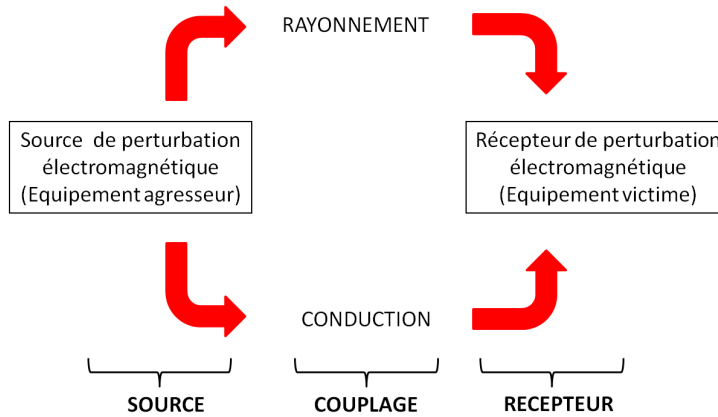 RAYONNEMENT
Source de perturbation
électromagnétique
(Equipement agresseur)
Récepteur de perturbation
électromagnétique
(Equipement victime)
CONDUCTION
SOURCE
COUPLAGE
RECEPTEUR